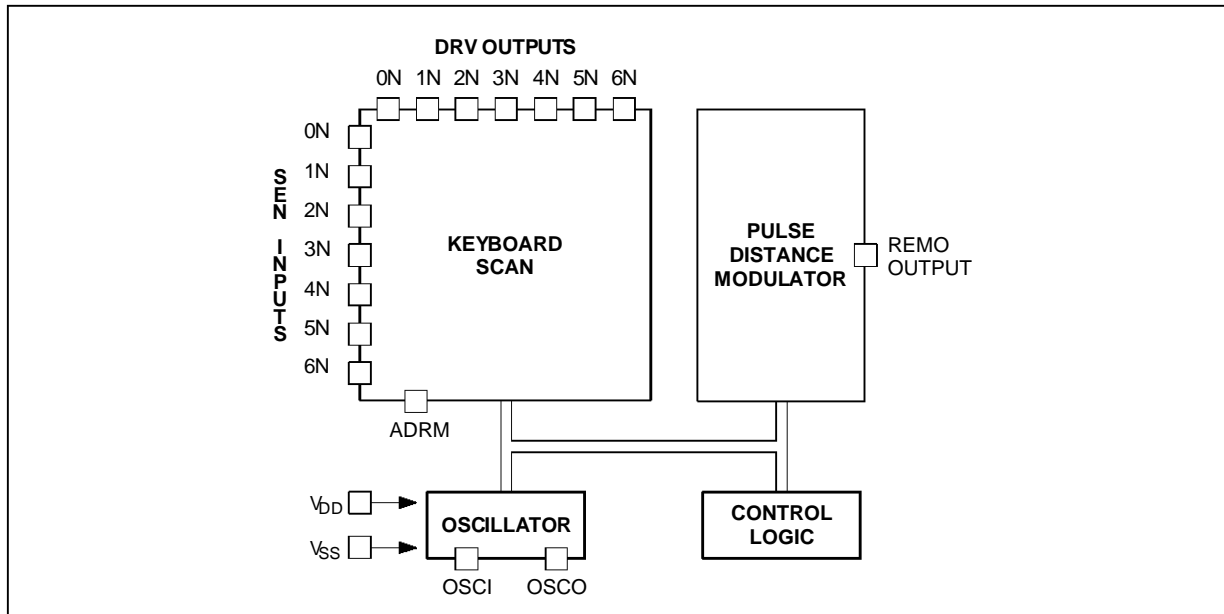 DRV OUTPUTS
0N 1N 2N 3N 4N 5N 6N
SEN INPUTS
0N
1N
2N
3N
4N
5N
6N
KEYBOARD
SCAN
ADRM
PULSE
DISTANCE
MODULATOR
REMO
OUTPUT
VDD
VSS
OSCILLATOR
OSCI OSCO
CONTROL
LOGIC